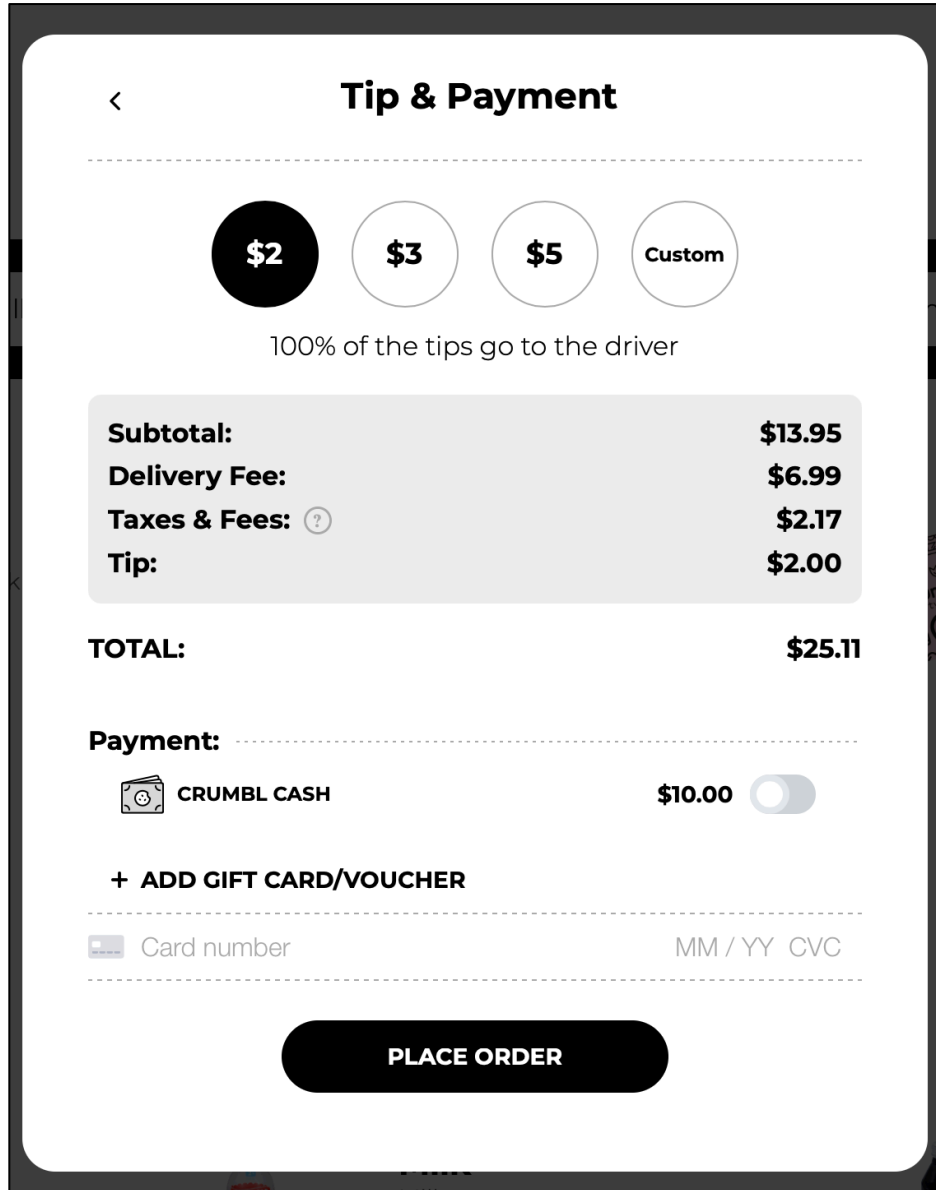 Tip & Payment
$2 $3 $5 Custom
100% of the tips go to the driver
Subtotal: $13.95
Delivery Fee: $6.99
Taxes & Fees: ? $2.17
Tip: $2.00
TOTAL: $25.11
Payment:
CRUMBL CASH $10.00
+ ADD GIFT CARD/VOUCHER
Card number MM / YY CVC
PLACE ORDER